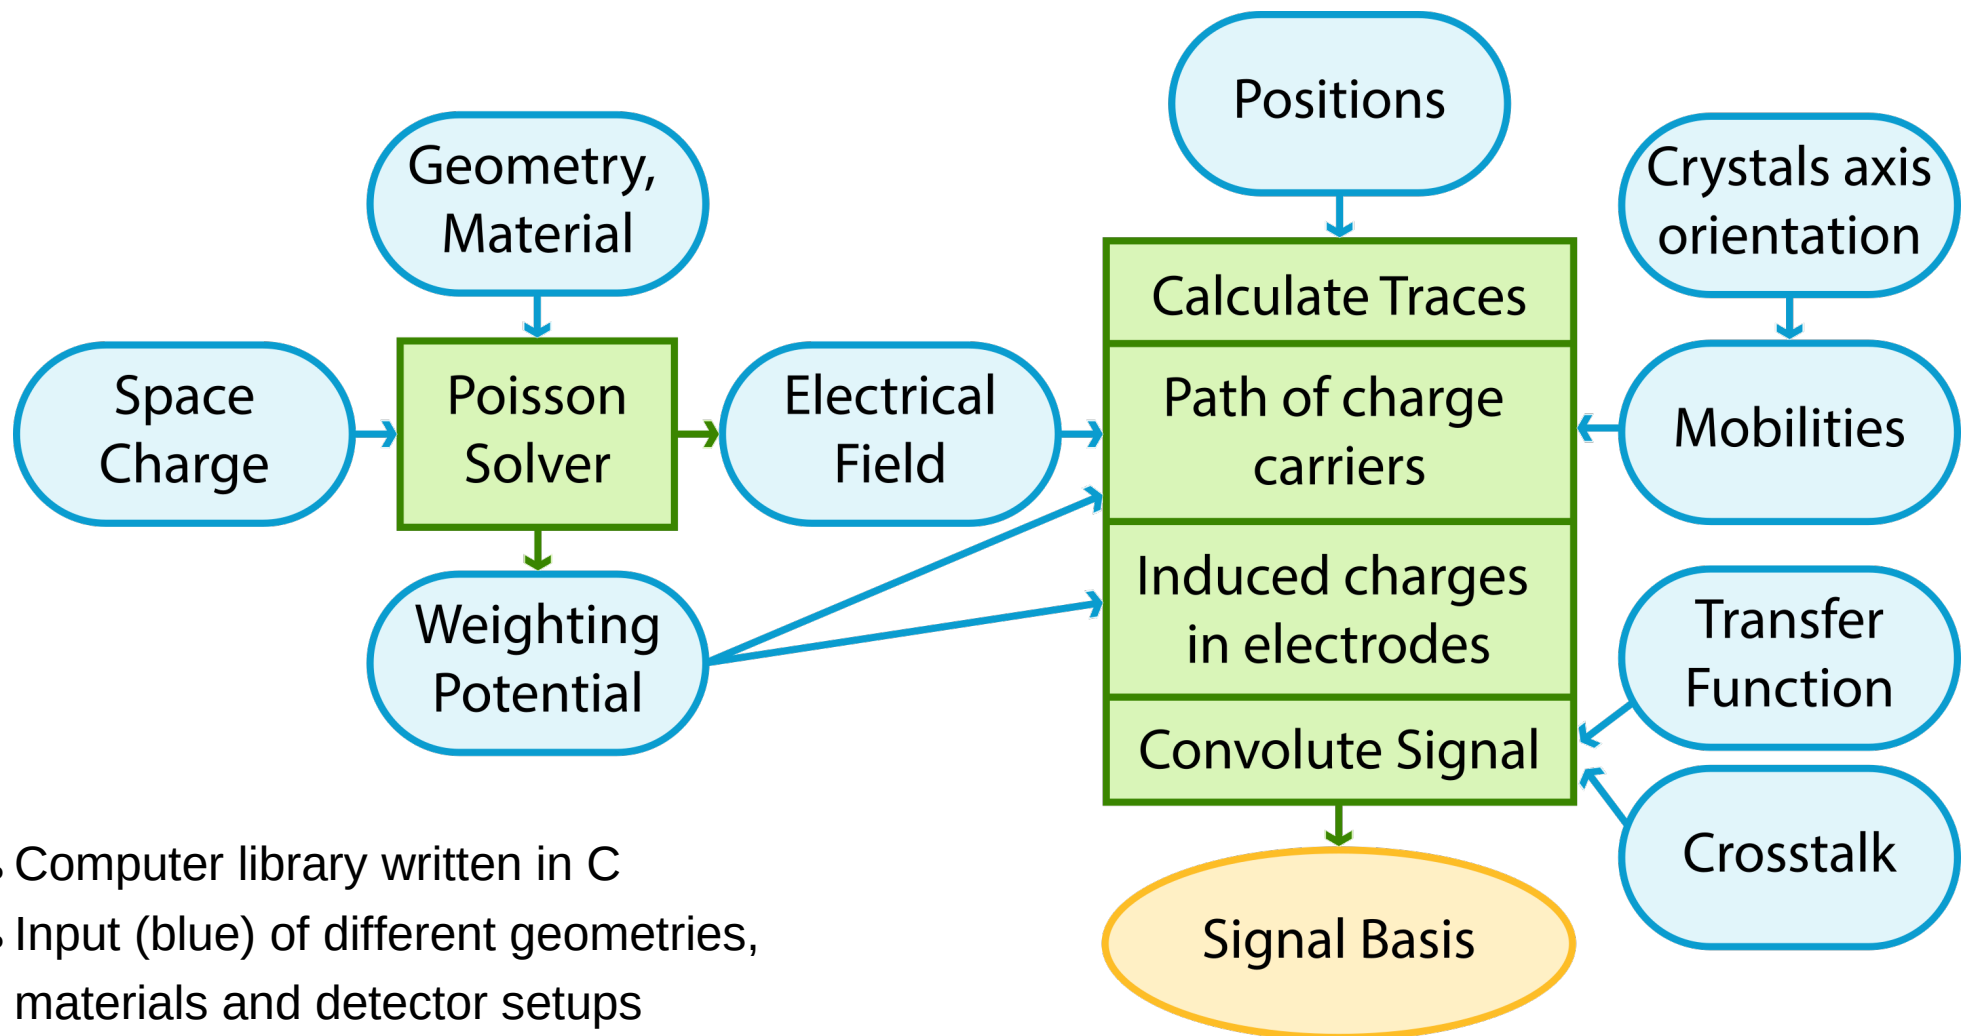 Positions
Geometry,
Material
Crystals axis
orientation
Calculate Traces
Space
Charge
Poisson
Solver
Electrical
Field
Path of charge
carriers
Mobilities
Weighting
Potential
Induced charges
in electrodes
Transfer
Function
Convolute Signal
Crosstalk
Signal Basis
Computer library written in C
Input (blue) of different geometries,
materials and detector setups